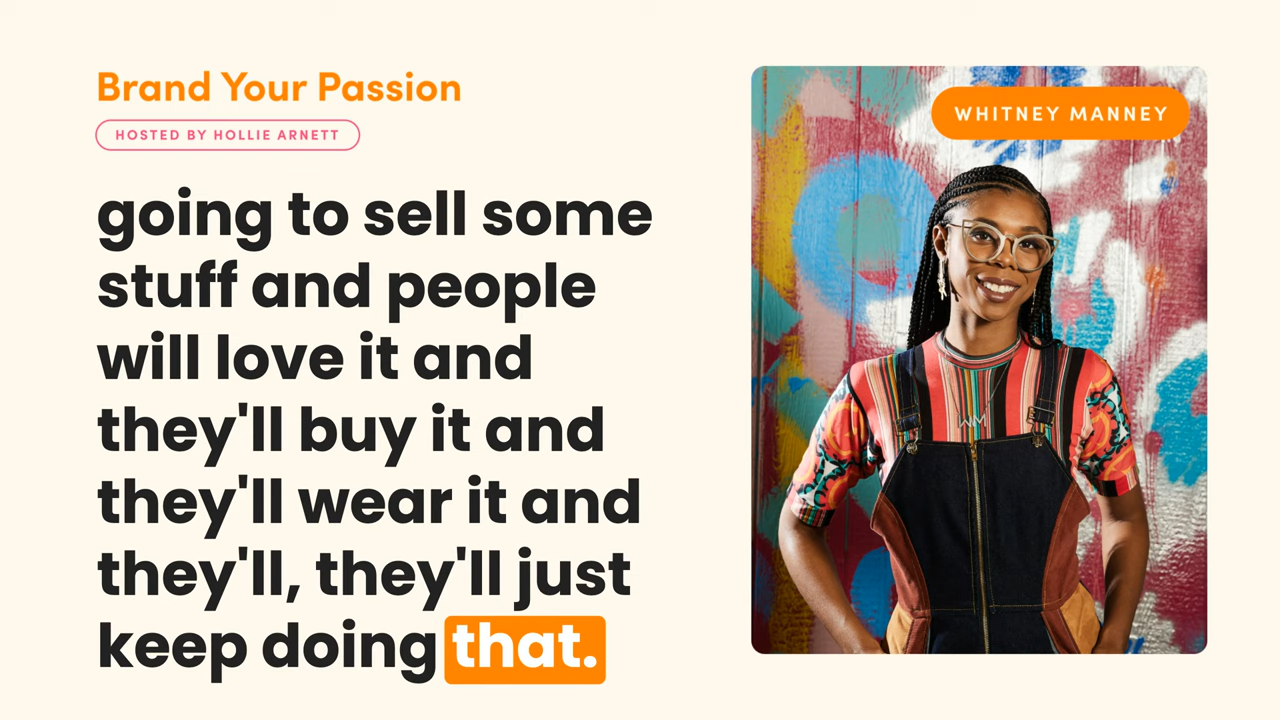 Brand Your Passion
HOSTED BY HOLLIE ARNETT
going to sell some
stuff and people
will love it and
they'll buy it and
they'll wear it and
they'll, they'll just
keep doing that.
WHITNEY MANNEY
WM